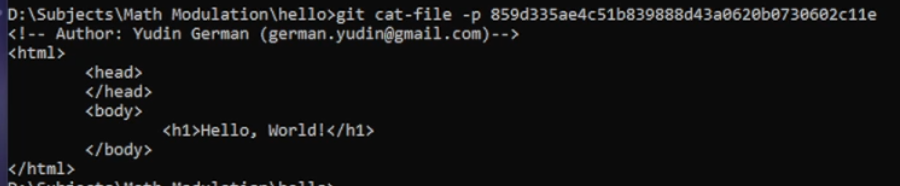 D:\Subjects\Math Modulation\hello>git cat-file -p 859d335ae4c51b839888d43a0620b0730602c11e
<!-- Author: Yudin German (german.yudin@gmail.com)-->
<html>
        <head>
        </head>
        <body>
                <h1>Hello, World!</h1>
        </body>
</html>
D:\Subjects\Math Modulation\hello>